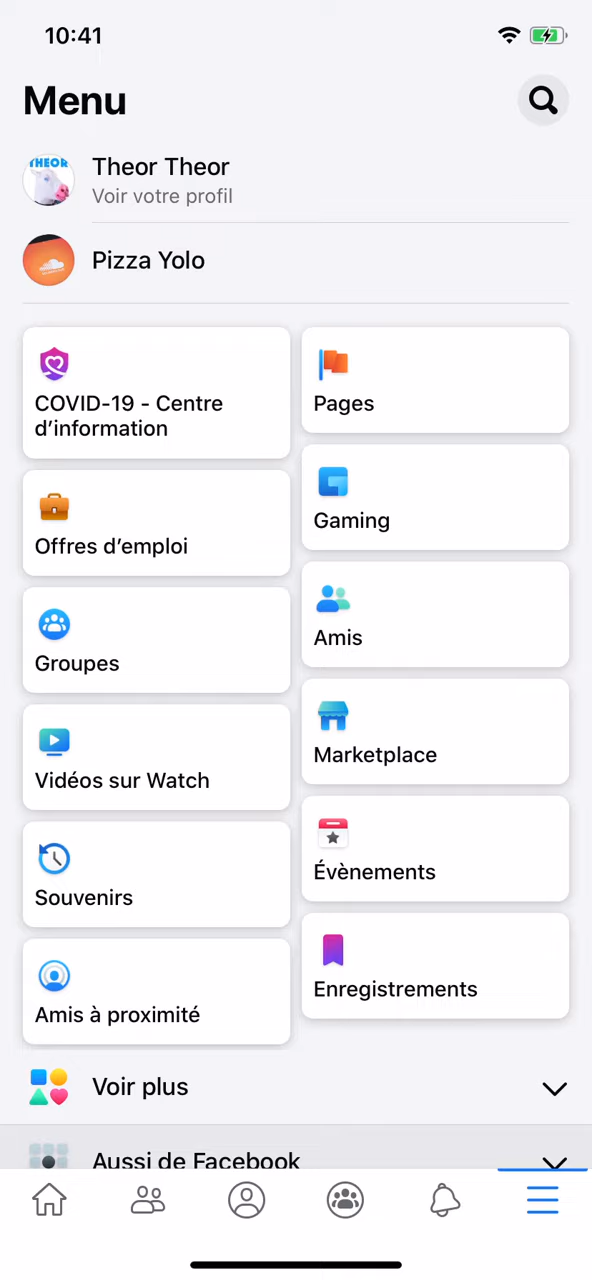 10:41
Menu
THEOR
Theor Theor
Voir votre profil
Pizza Yolo
COVID-19 - Centre
d’information
Pages
Offres d’emploi
Gaming
Groupes
Amis
Vidéos sur Watch
Marketplace
Souvenirs
Évènements
Amis à proximité
Enregistrements
Voir plus
Aussi de Facebook